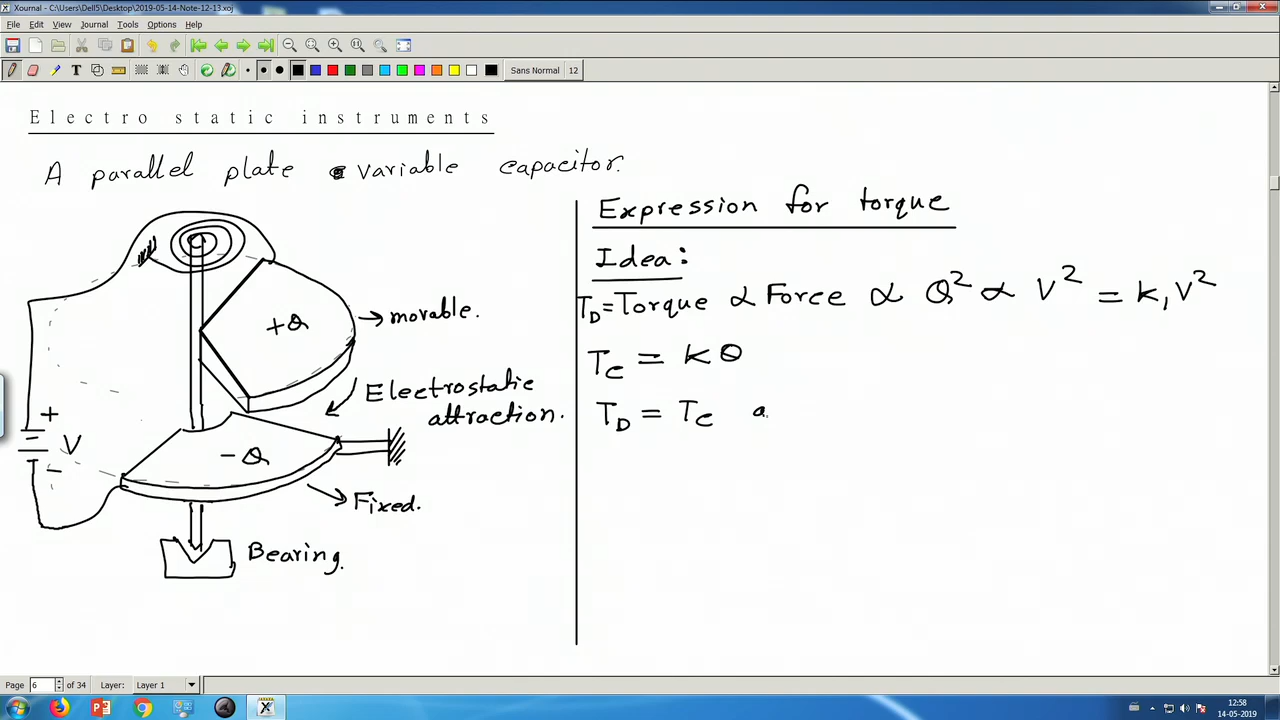 Xournal - C:\Users\Dell5\Desktop\2019-05-14-Note-12-13.xoj
File Edit View Journal Tools Options Help
Sans Normal 12
Electro static instruments
A parallel plate variable capacitor.
+Q
→ movable.
Electrostatic
attraction.
+
V
-
-Q
→ Fixed.
Bearing.
Expression for torque
Idea:
T_D = Torque ∝ Force ∝ Q² ∝ V² = K₁V²
T_C = Kθ
T_D = T_C a
Page 6 of 34 Layer: Layer 1
12:58
14-05-2019